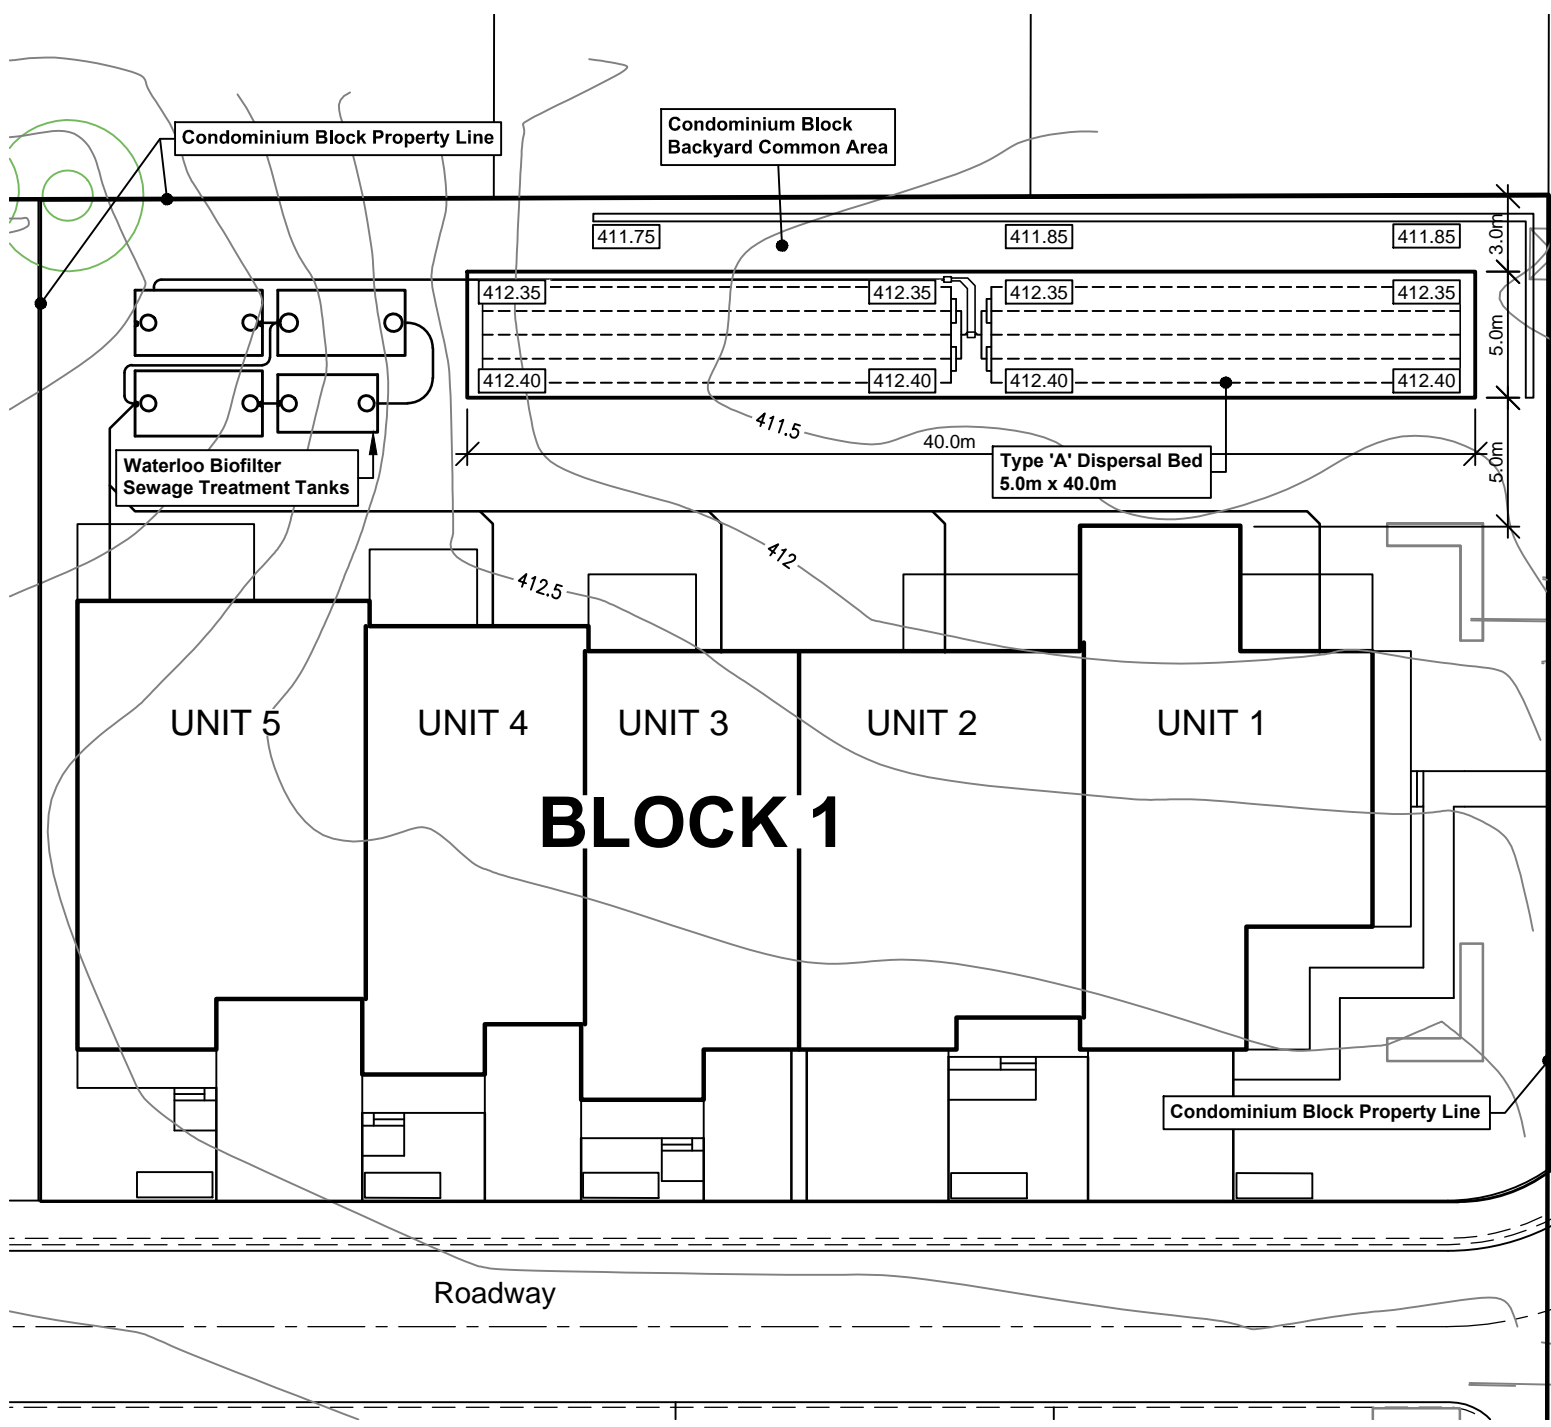 Condominium Block Property Line
Condominium Block
Backyard Common Area
411.75
411.85
411.85
3.0m
412.35
412.35
412.35
412.35
5.0m
412.40
412.40
412.40
412.40
411.5
40.0m
5.0m
Type 'A' Dispersal Bed
5.0m x 40.0m
Waterloo Biofilter
Sewage Treatment Tanks
412
412.5
UNIT 5
UNIT 4
UNIT 3
UNIT 2
UNIT 1
BLOCK 1
Condominium Block Property Line
Roadway